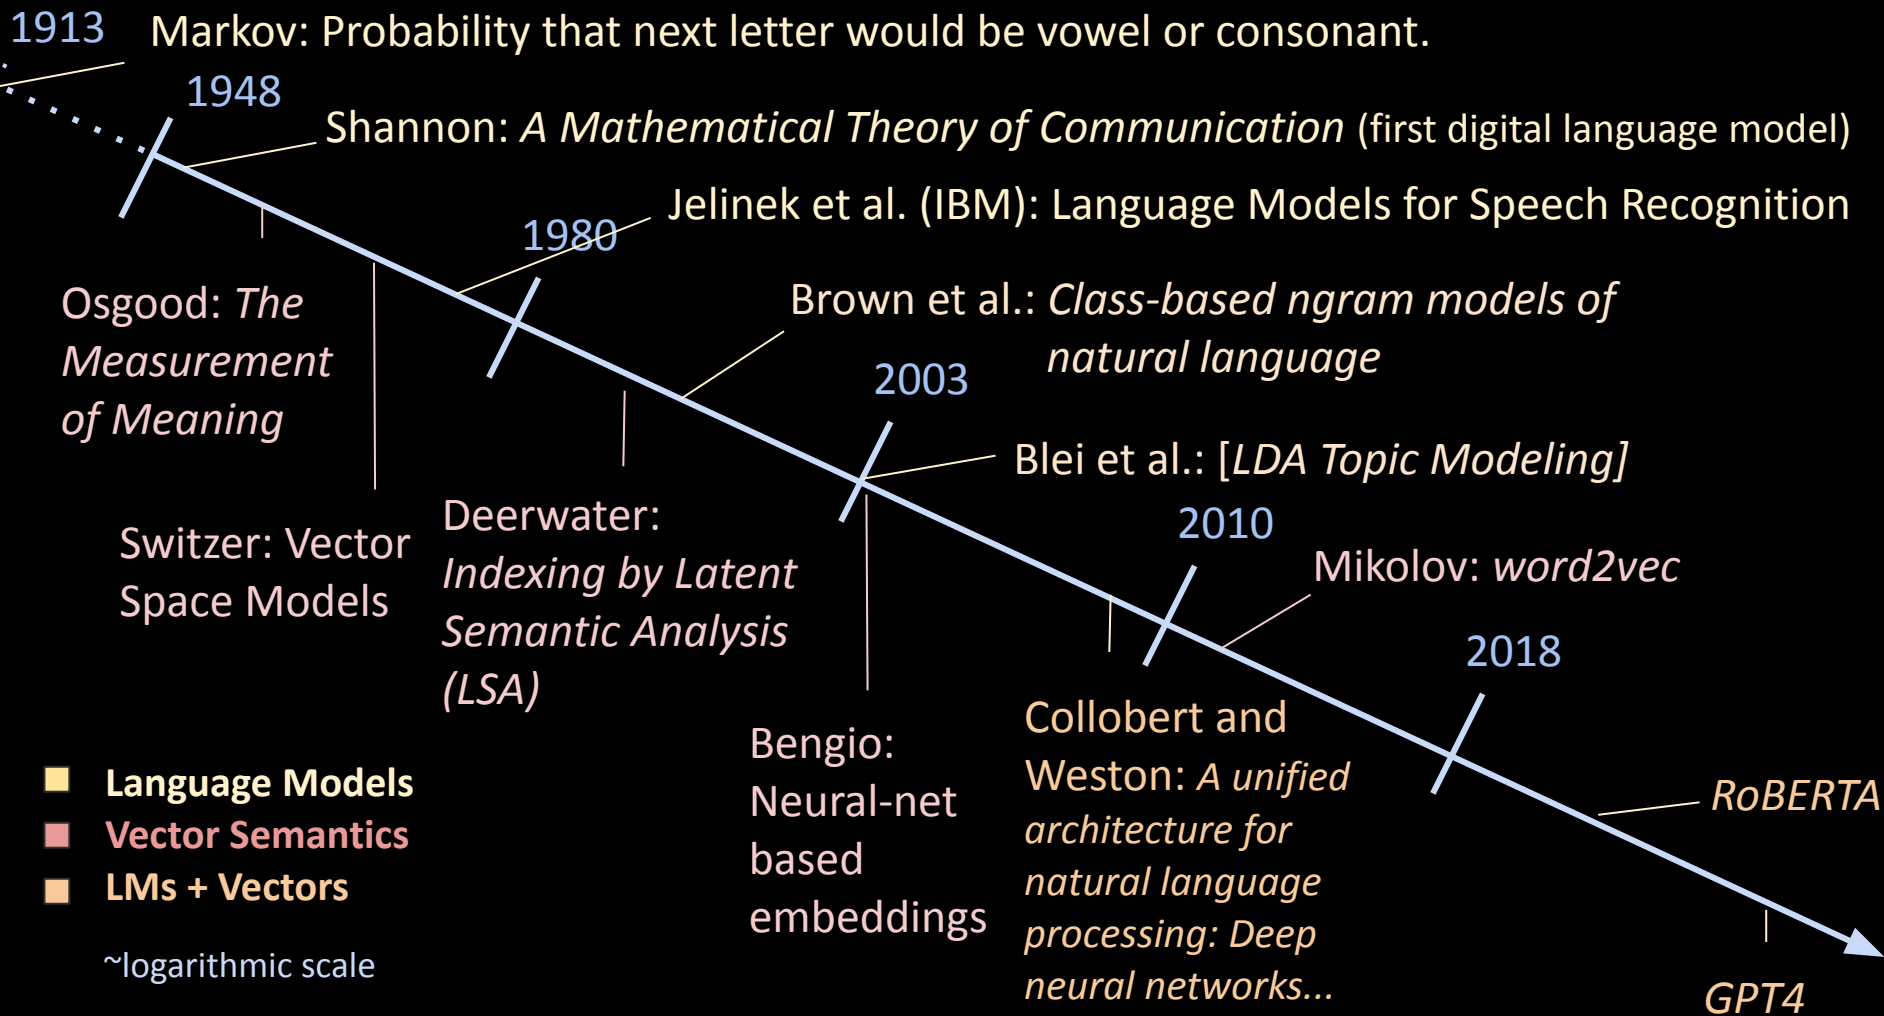 1913
Markov: Probability that next letter would be vowel or consonant.
1948
Shannon: A Mathematical Theory of Communication (first digital language model)
Jelinek et al. (IBM): Language Models for Speech Recognition
1980
Osgood: The
Measurement
of Meaning
Brown et al.: Class-based ngram models of
natural language
2003
Switzer: Vector
Space Models
Deerwater:
Indexing by Latent
Semantic Analysis
(LSA)
Blei et al.: [LDA Topic Modeling]
2010
Mikolov: word2vec
2018
Bengio:
Neural-net
based
embeddings
Collobert and
Weston: A unified
architecture for
natural language
processing: Deep
neural networks...
RoBERTA
GPT4
Language Models
Vector Semantics
LMs + Vectors
~logarithmic scale